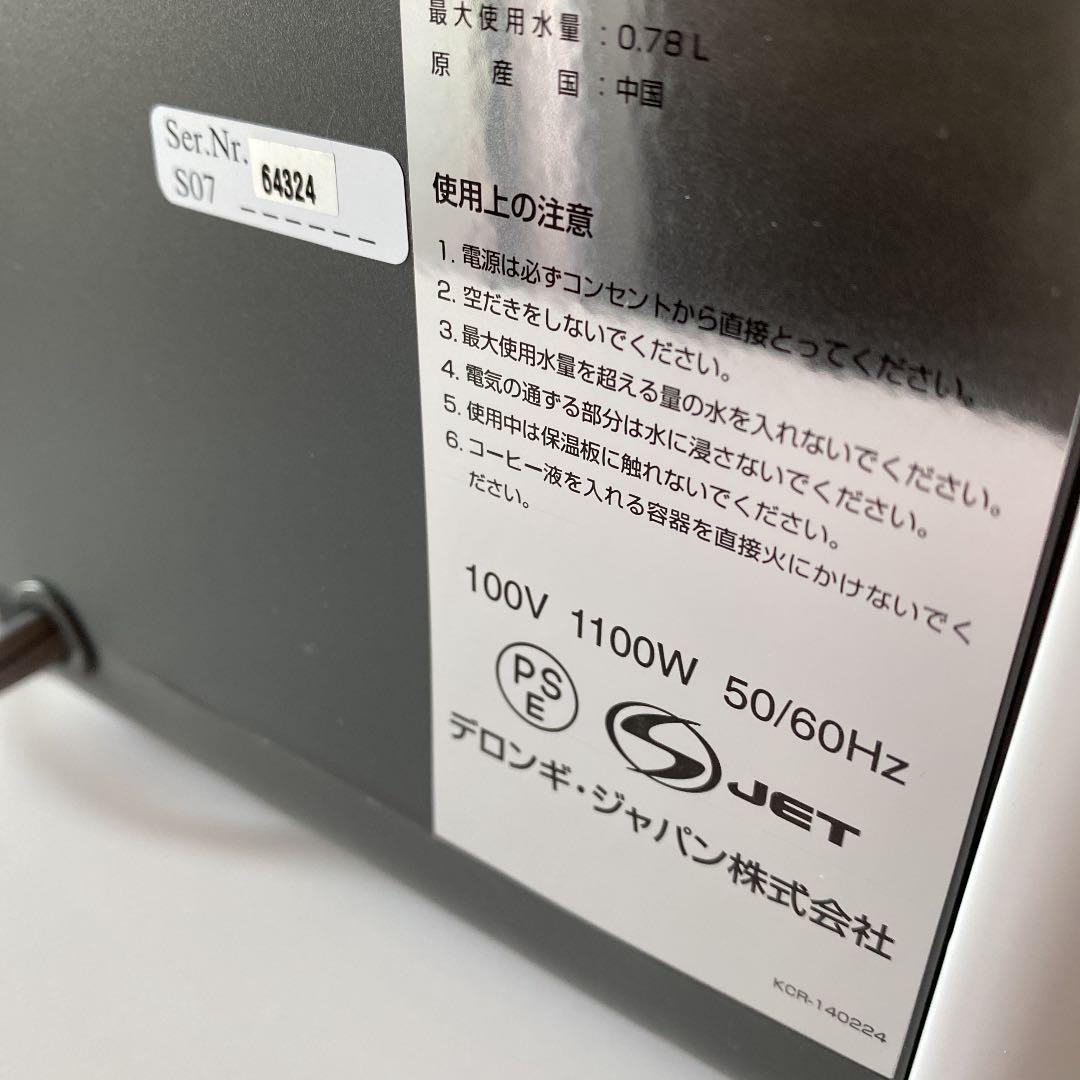 最大使用水量 : 0.78 L
原産国 : 中国
Ser.Nr.
S07 64324
使用上の注意
1. 電源は必ずコンセントから直接とってください。
2. 空だきをしないでください。
3. 最大使用水量を超える量の水を入れないでください。
4. 電気の通ずる部分は水に浸さないでください。
5. 使用中は保温板に触れないでください。
6. コーヒー液を入れる容器を直接火にかけないでく
ださい。
100V 1100W 50/60Hz
PSE
S JET
デロンギ・ジャパン株式会社
KCR-140224